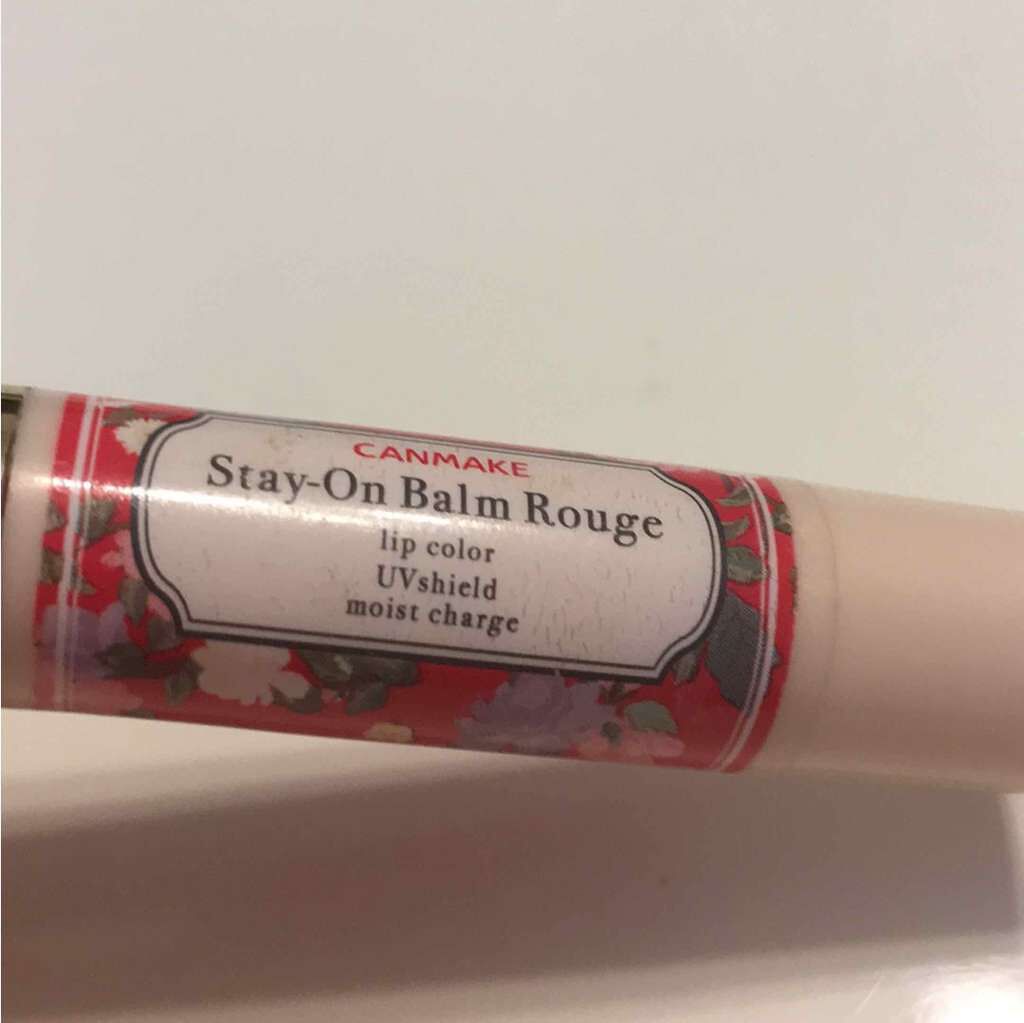 CANMAKE
Stay-On Balm Rouge
lip color
UVshield
moist charge